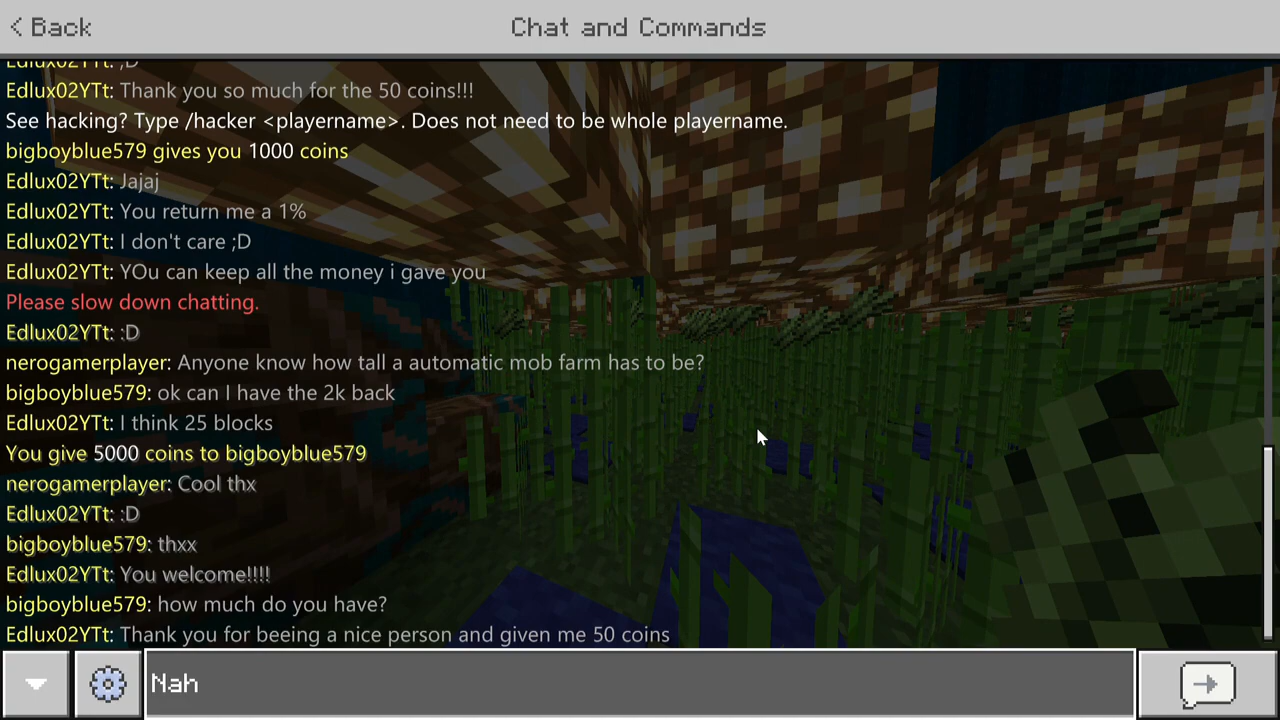 Back
Chat and Commands
Edlux02YTt: ;D
Edlux02YTt: Thank you so much for the 50 coins!!!
See hacking? Type /hacker <playername>. Does not need to be whole playername.
bigboyblue579 gives you 1000 coins
Edlux02YTt: Jajaj
Edlux02YTt: You return me a 1%
Edlux02YTt: I don't care ;D
Edlux02YTt: YOu can keep all the money i gave you
Please slow down chatting.
Edlux02YTt: :D
nerogamerplayer: Anyone know how tall a automatic mob farm has to be?
bigboyblue579: ok can I have the 2k back
Edlux02YTt: I think 25 blocks
You give 5000 coins to bigboyblue579
nerogamerplayer: Cool thx
Edlux02YTt: :D
bigboyblue579: thxx
Edlux02YTt: You welcome!!!!
bigboyblue579: how much do you have?
Edlux02YTt: Thank you for beeing a nice person and given me 50 coins
Nah